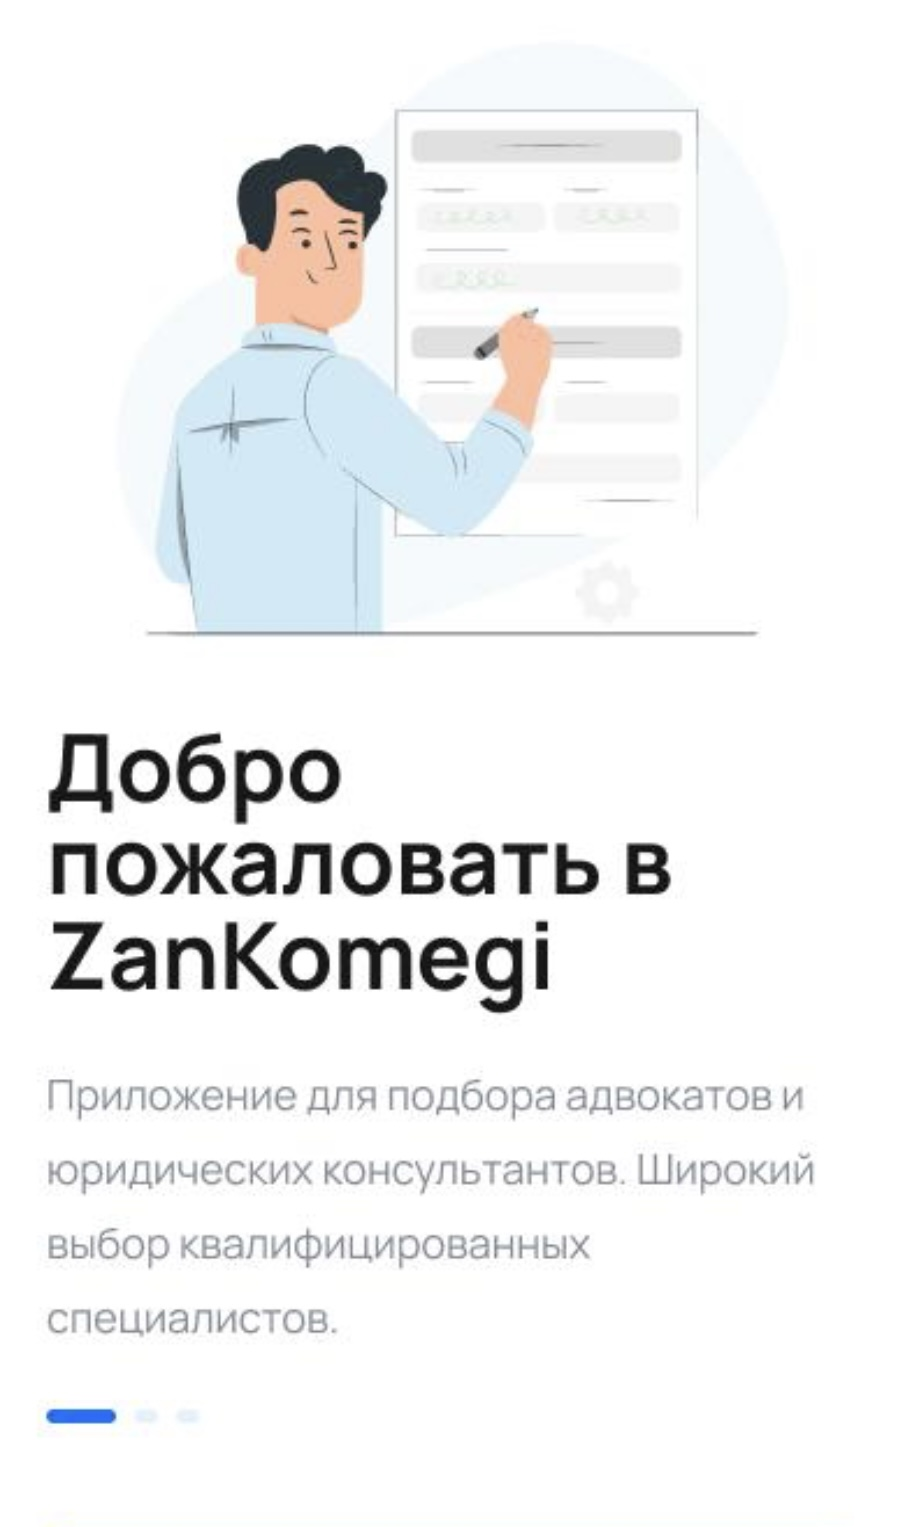 Добро
пожаловать в
ZanKomegi
Приложение для подбора адвокатов и
юридических консультантов. Широкий
выбор квалифицированных
специалистов.